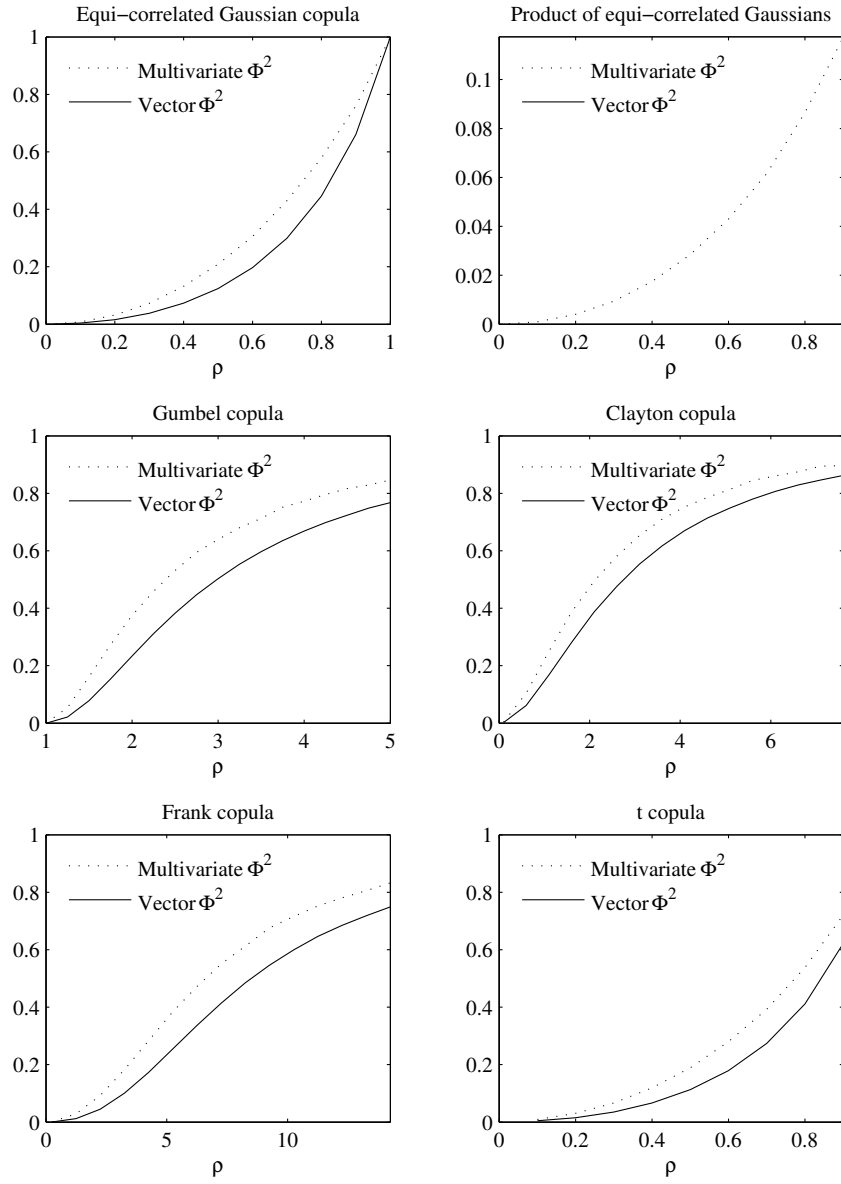 Equi−correlated Gaussian copula
1
0.8
0.6
0.4
0.2
0
Multivariate Φ²
Vector Φ²
0 0.2 0.4 0.6 0.8 1
ρ
Product of equi−correlated Gaussians
0.1
0.08
0.06
0.04
0.02
0
Multivariate Φ²
Vector Φ²
0 0.2 0.4 0.6 0.8
ρ
Gumbel copula
1
0.8
0.6
0.4
0.2
0
Multivariate Φ²
Vector Φ²
1 2 3 4 5
ρ
Clayton copula
1
0.8
0.6
0.4
0.2
0
Multivariate Φ²
Vector Φ²
0 2 4 6
ρ
Frank copula
1
0.8
0.6
0.4
0.2
0
Multivariate Φ²
Vector Φ²
0 5 10
ρ
t copula
1
0.8
0.6
0.4
0.2
0
Multivariate Φ²
Vector Φ²
0 0.2 0.4 0.6 0.8
ρ